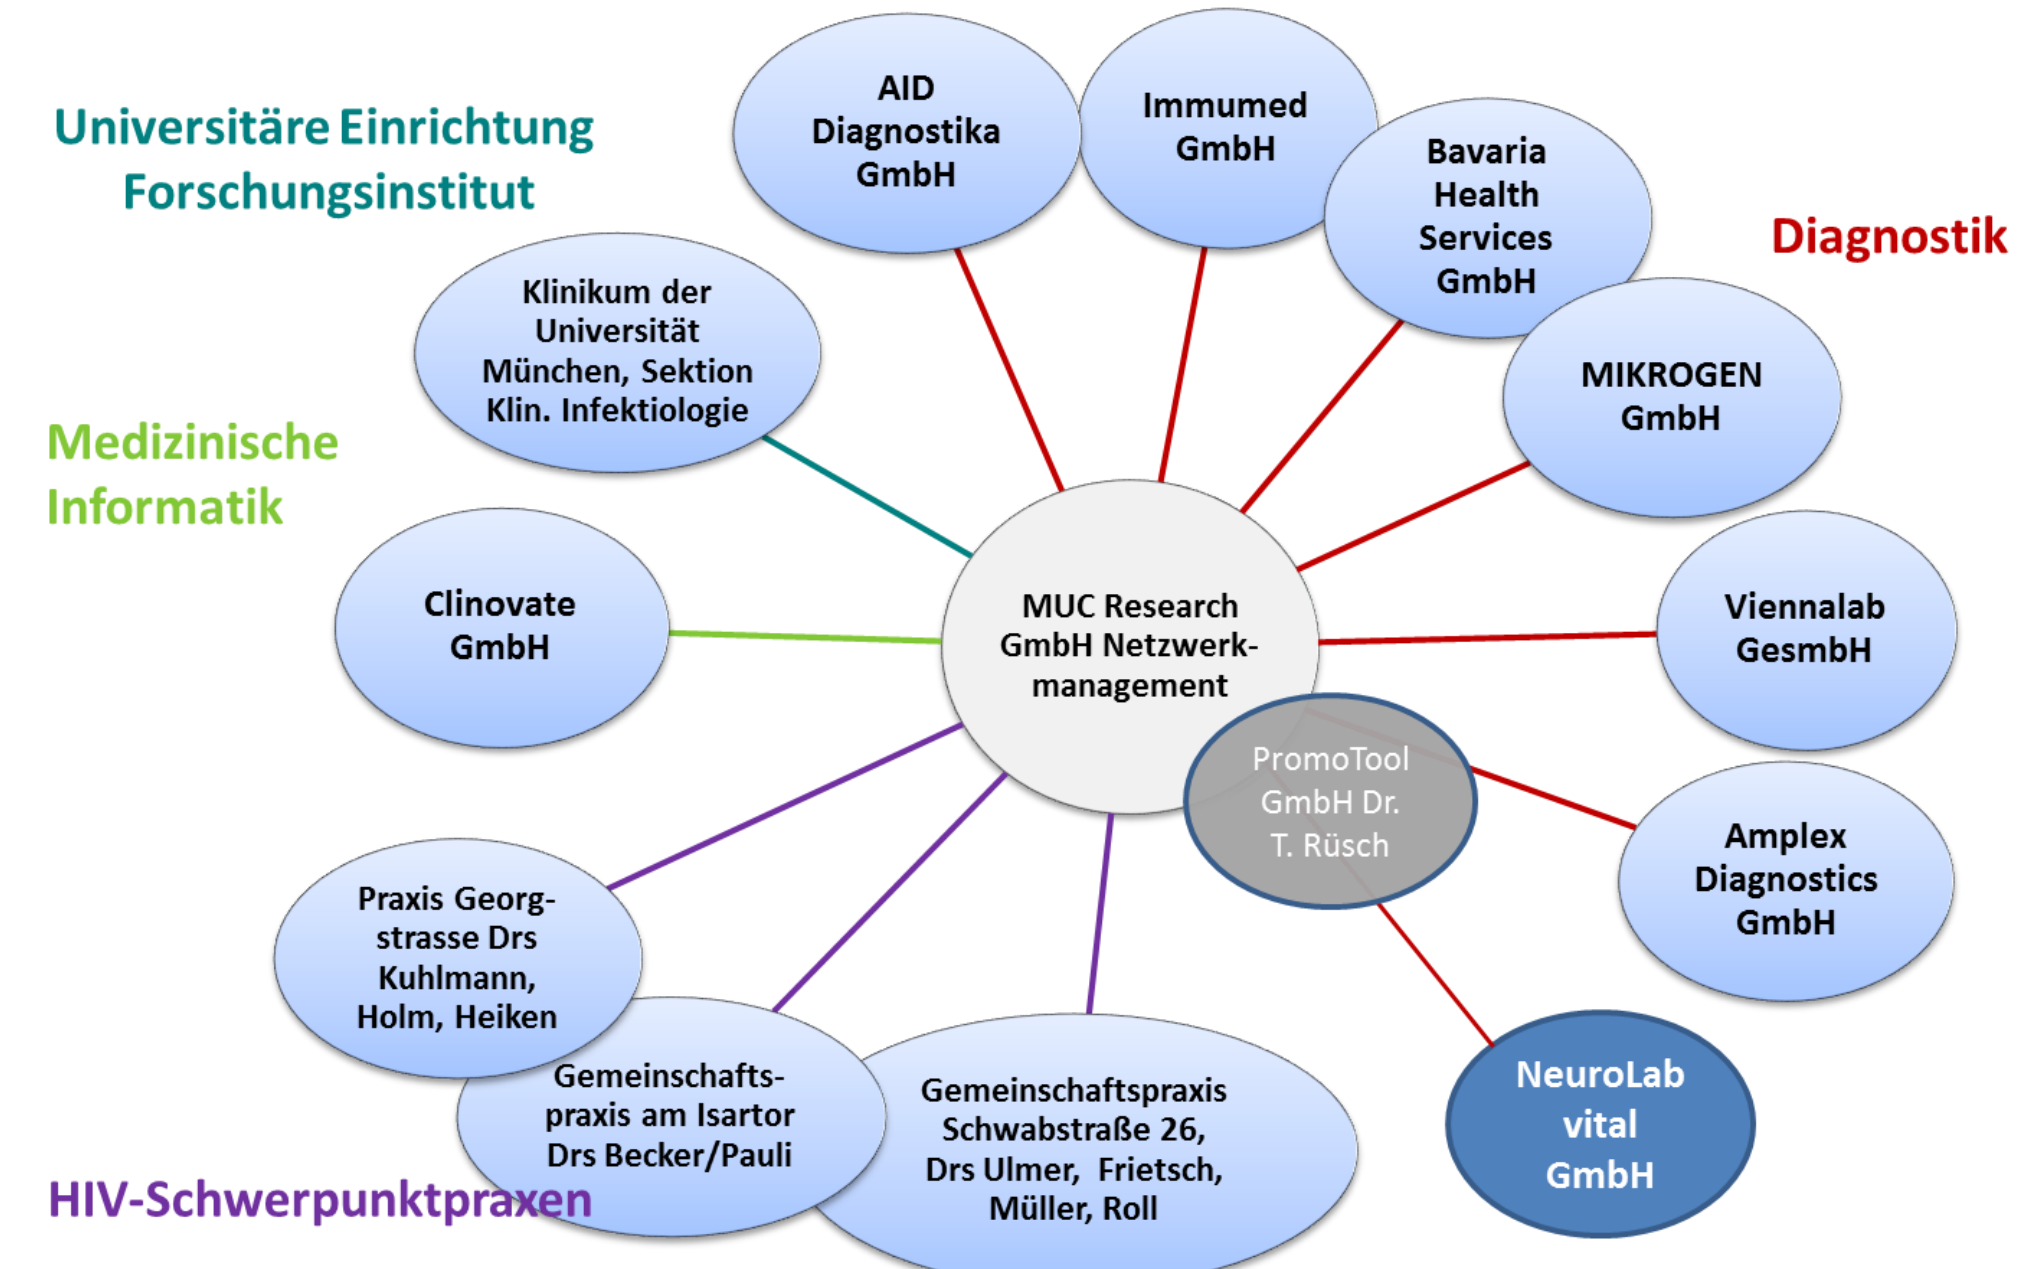 Universitäre Einrichtung
Forschungsinstitut
AID
Diagnostika
GmbH
Immumed
GmbH
Bavaria
Health
Services
GmbH
Diagnostik
MIKROGEN
GmbH
Klinikum der
Universität
München, Sektion
Klin. Infektiologie
Medizinische
Informatik
Clinovate
GmbH
MUC Research
GmbH Netzwerk-
management
Viennalab
GesmbH
PromoTool
GmbH Dr.
T. Rüsch
Amplex
Diagnostics
GmbH
Praxis Georg-
strasse Drs
Kuhlmann,
Holm, Heiken
Gemeinschafts-
praxis am Isartor
Drs Becker/Pauli
Gemeinschaftspraxis
Schwabstraße 26,
Drs Ulmer, Frietsch,
Müller, Roll
NeuroLab
vital
GmbH
HIV-Schwerpunktpraxen